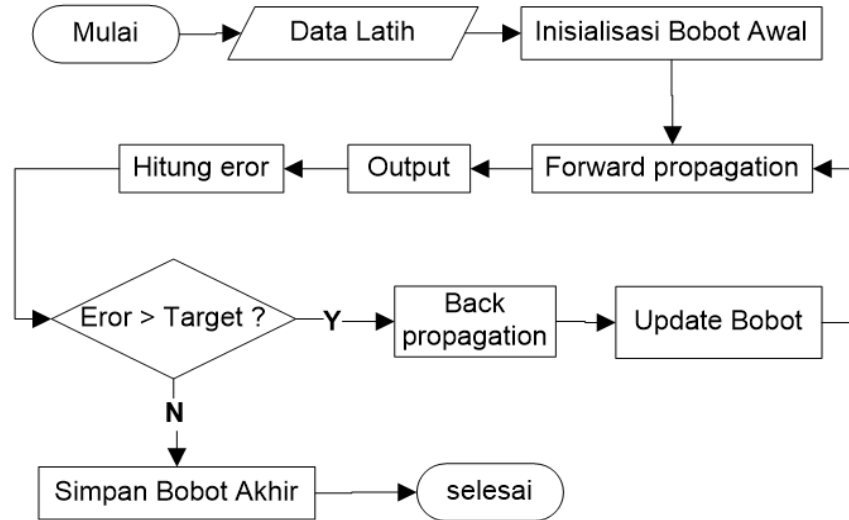 Mulai
Data Latih
Inisialisasi Bobot Awal
Hitung eror
Output
Forward propagation
Eror > Target ?
Y
Back
propagation
Update Bobot
N
Simpan Bobot Akhir
selesai